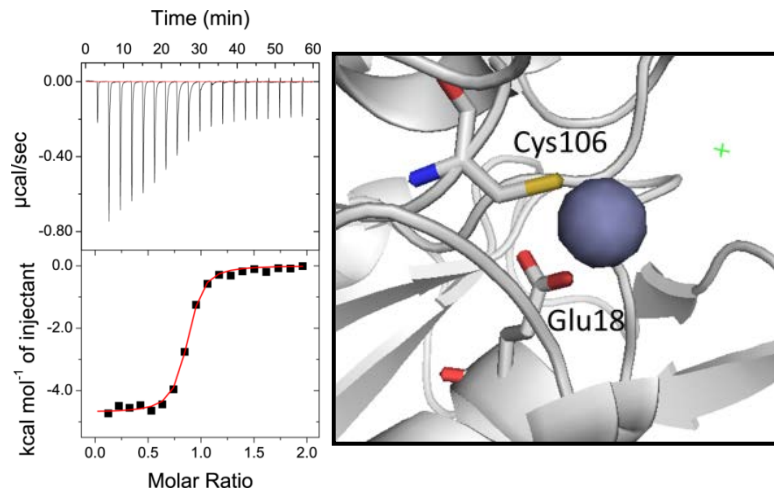 Time (min)
0 10 20 30 40 50 60
0.00
-0.40
-0.80
µcal/sec
0.0
-2.0
-4.0
kcal mol⁻¹ of injectant
0.0 0.5 1.0 1.5 2.0
Molar Ratio
Cys106
Glu18